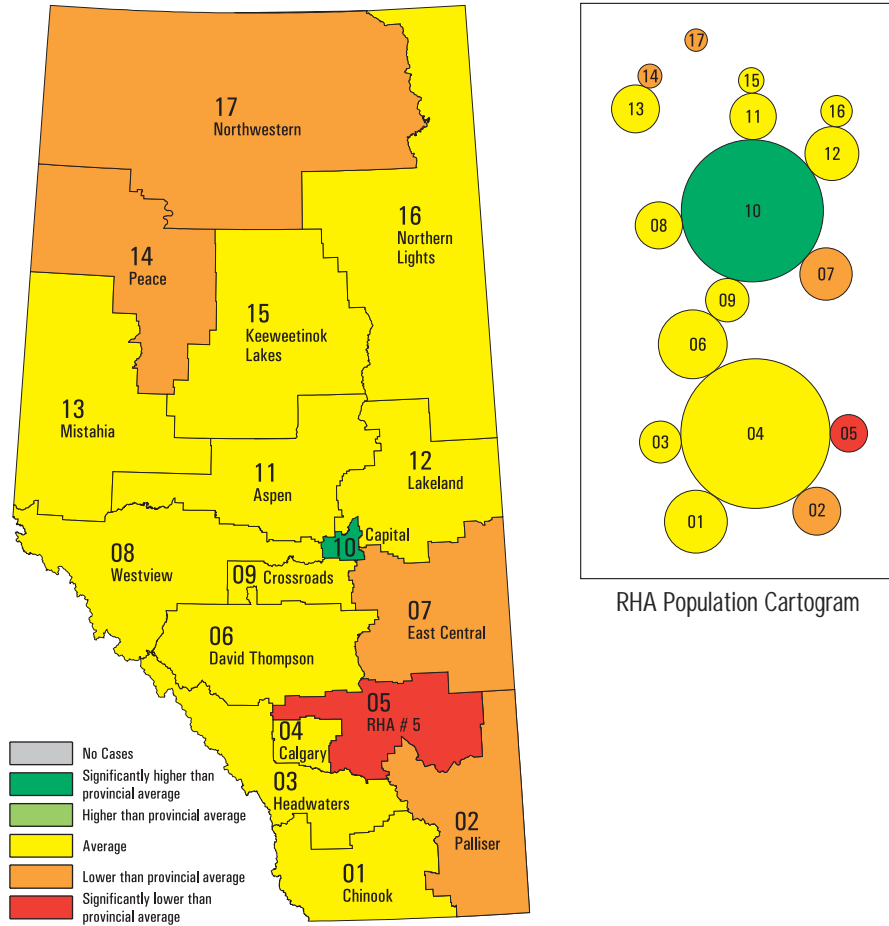 17
Northwestern
14
Peace
16
Northern
Lights
15
Keeweetinok
Lakes
13
Mistahia
11
Aspen
12
Lakeland
10
Capital
08
Westview
09
Crossroads
07
East Central
06
David Thompson
05
RHA # 5
04
Calgary
03
Headwaters
02
Palliser
01
Chinook
No Cases
Significantly higher than
provincial average
Higher than provincial average
Average
Lower than provincial average
Significantly lower than
provincial average
17
14
15
13
11
16
12
10
08
07
09
06
04
03
05
01
02
RHA Population Cartogram